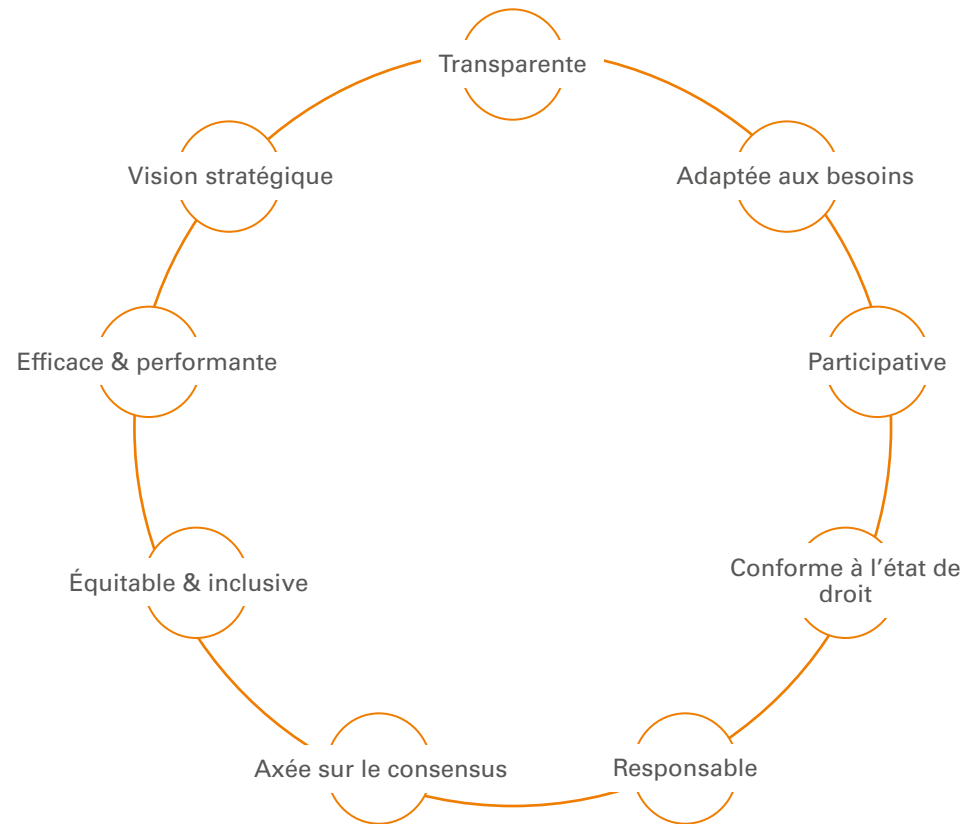 Transparente
Vision stratégique
Adaptée aux besoins
Efficace & performante
Participative
Équitable & inclusive
Conforme à l’état de
droit
Axée sur le consensus
Responsable